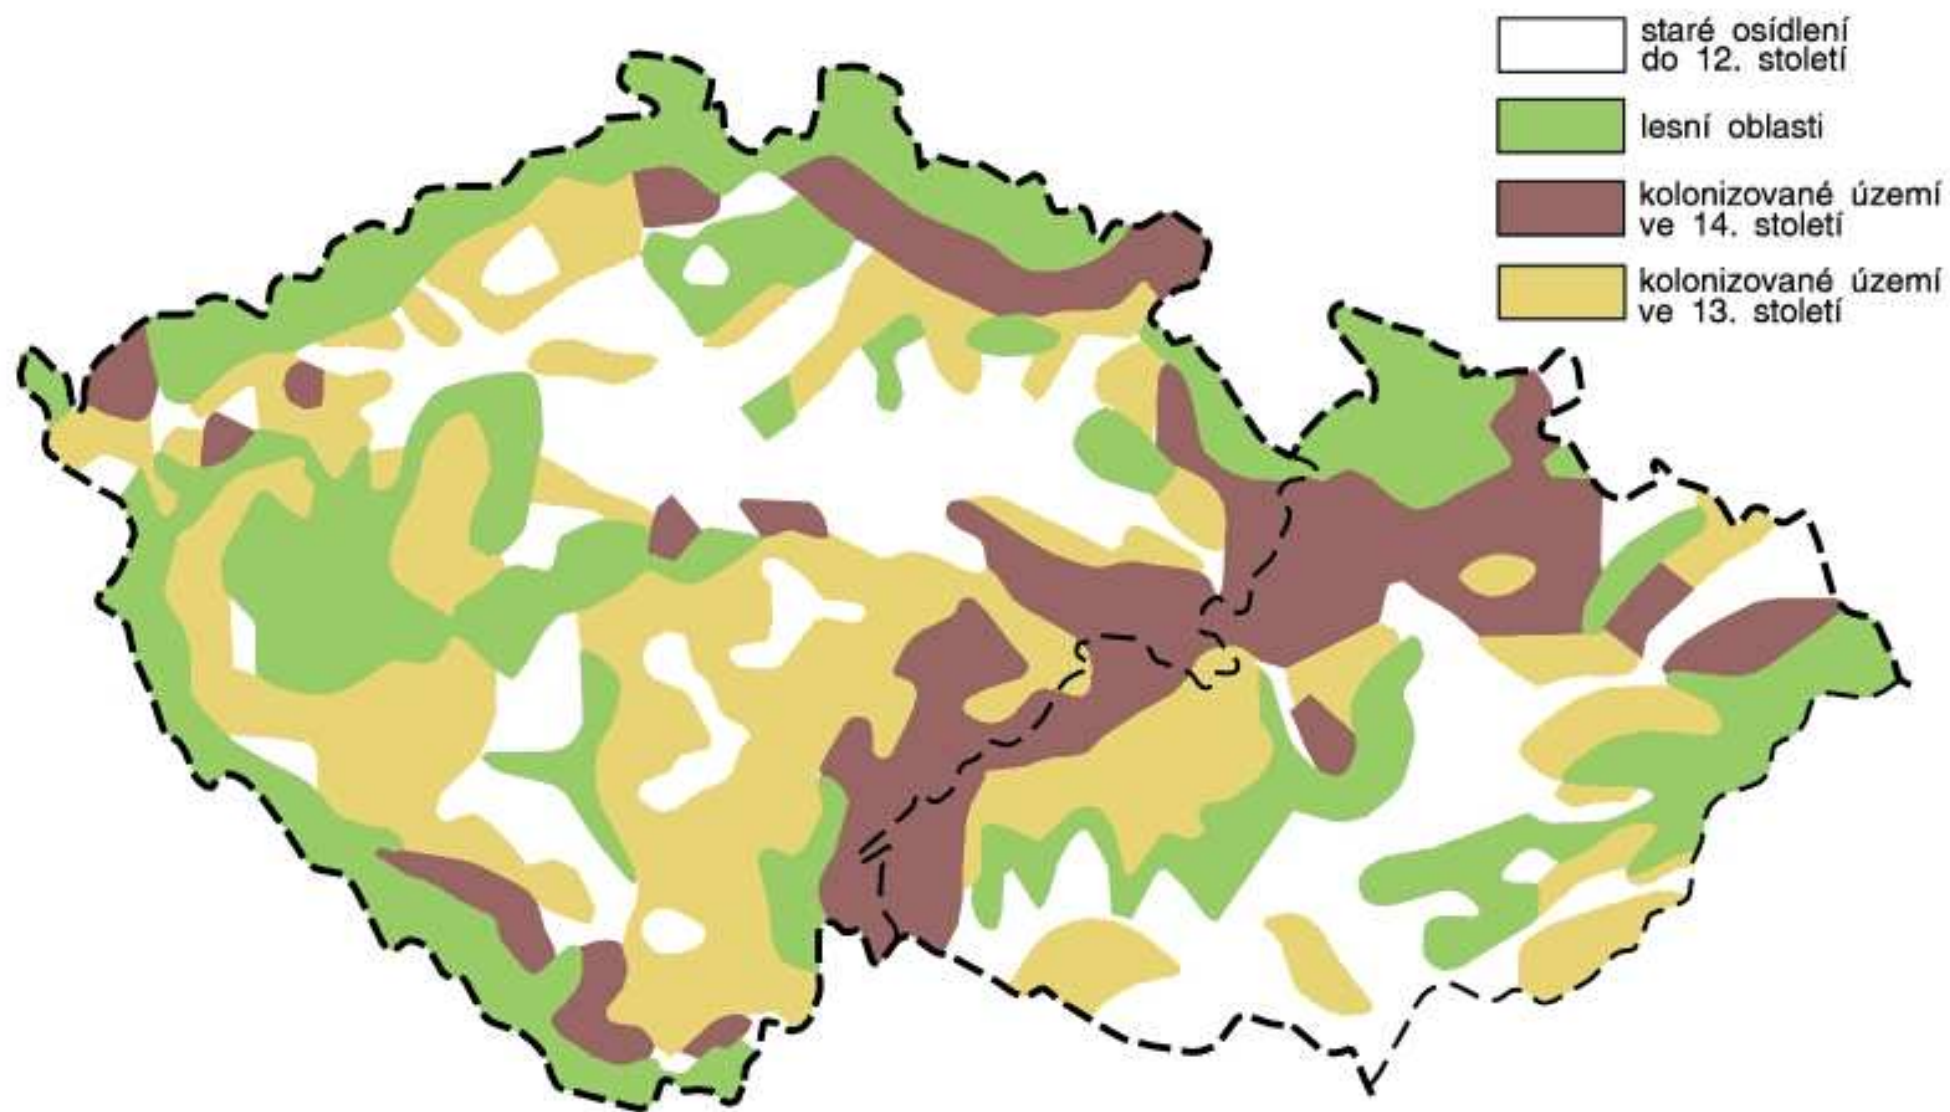 staré osídlení
do 12. století
lesní oblasti
kolonizované území
ve 14. století
kolonizované území
ve 13. století